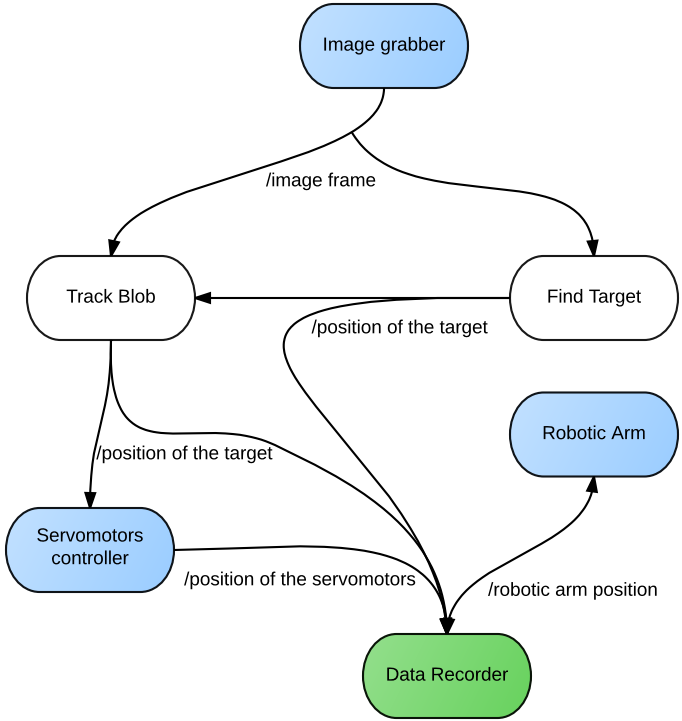 Image grabber
/image frame
Track Blob
Find Target
/position of the target
Robotic Arm
/position of the target
Servomotors
controller
/position of the servomotors
/robotic arm position
Data Recorder